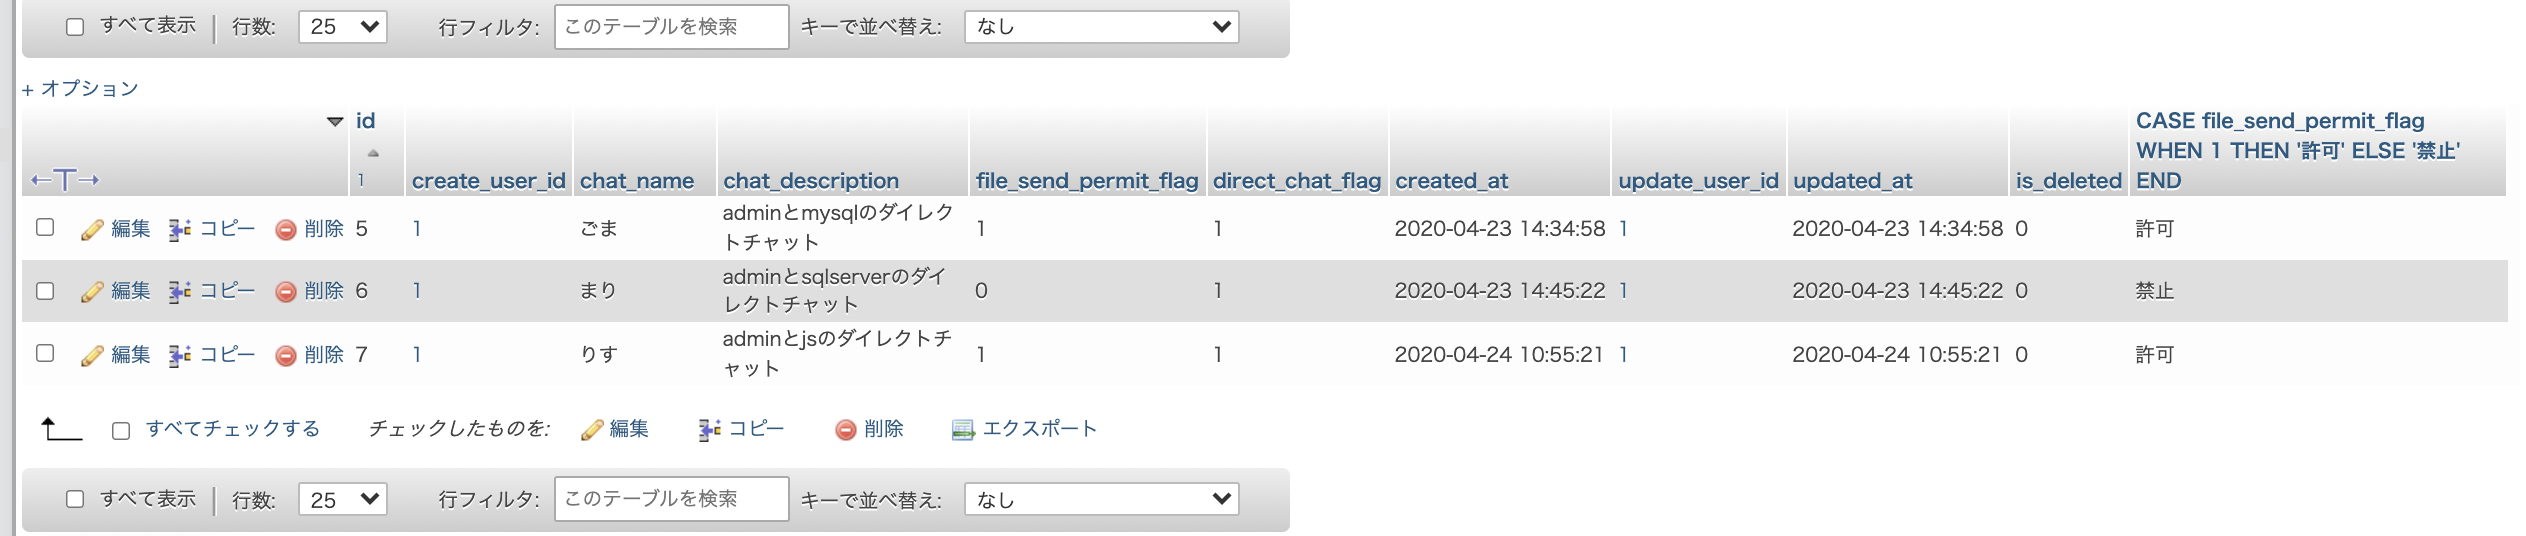 すべて表示 行数: 25 行フィルタ: このテーブルを検索 キーで並べ替え: なし
+ オプション
←T→ id 1 create_user_id chat_name chat_description file_send_permit_flag direct_chat_flag created_at update_user_id updated_at is_deleted
CASE file_send_permit_flag
WHEN 1 THEN '許可' ELSE '禁止'
END
編集 コピー 削除 5 1 ごま adminとmysqlのダイレク
トチャット 1 1 2020-04-23 14:34:58 1 2020-04-23 14:34:58 0 許可
編集 コピー 削除 6 1 まり adminとsqlserverのダイ
レクトチャット 0 1 2020-04-23 14:45:22 1 2020-04-23 14:45:22 0 禁止
編集 コピー 削除 7 1 りす adminとjsのダイレクトチ
ャット 1 1 2020-04-24 10:55:21 1 2020-04-24 10:55:21 0 許可
すべてチェックする チェックしたものを: 編集 コピー 削除 エクスポート
すべて表示 行数: 25 行フィルタ: このテーブルを検索 キーで並べ替え: なし